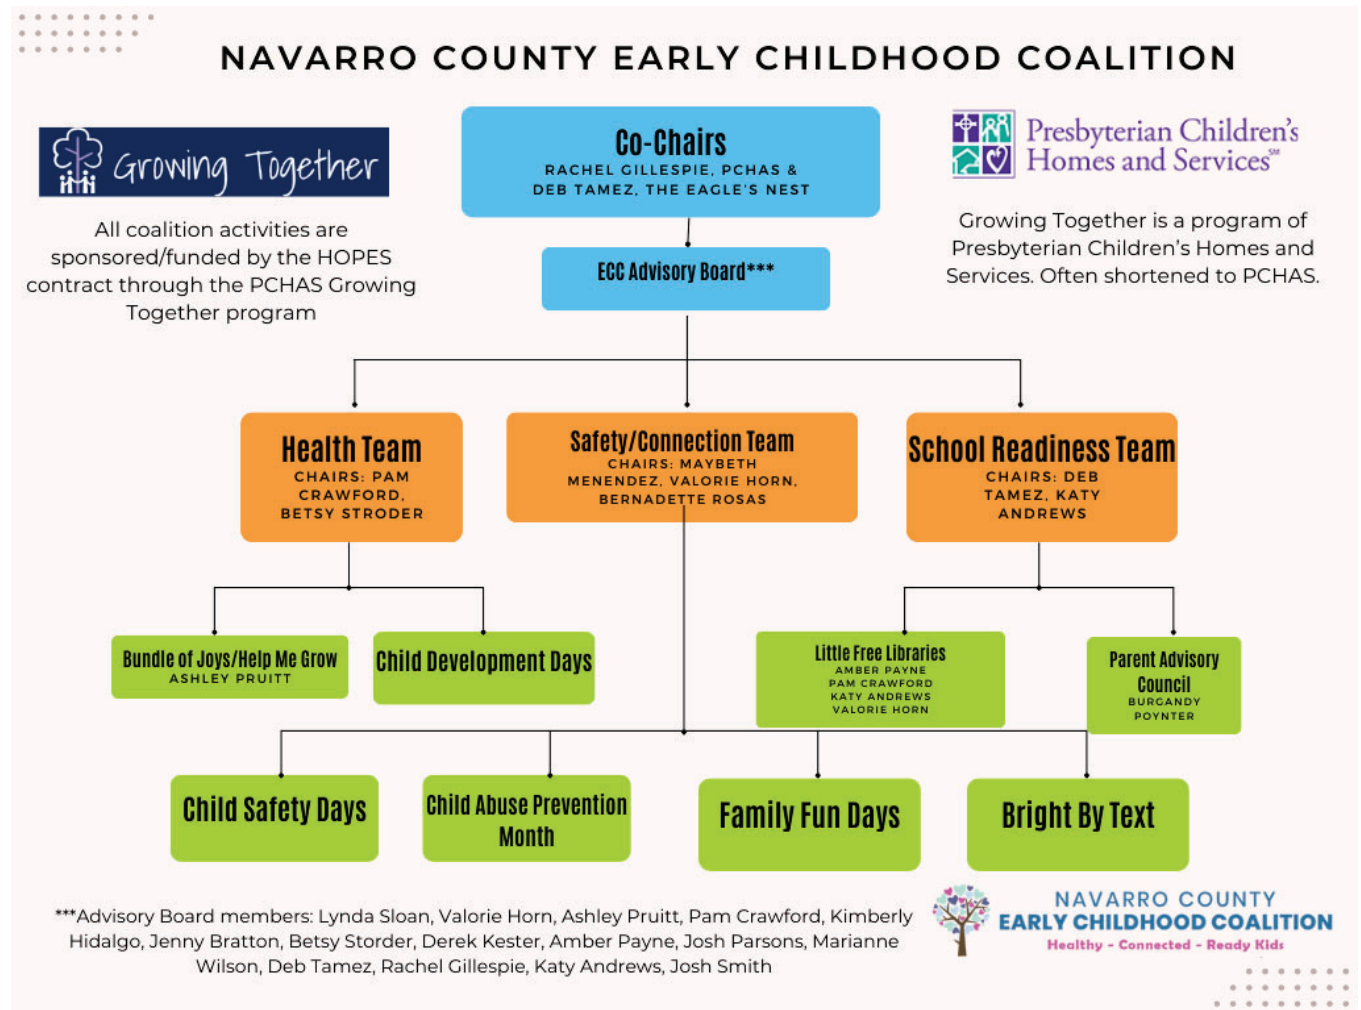 NAVARRO COUNTY EARLY CHILDHOOD COALITION
Growing Together
All coalition activities are
sponsored/funded by the HOPES
contract through the PCHAS Growing
Together program
Co-Chairs
RACHEL GILLESPIE, PCHAS &
DEB TAMEZ, THE EAGLE'S NEST
Presbyterian Children's
Homes and Services℠
Growing Together is a program of
Presbyterian Children's Homes and
Services. Often shortened to PCHAS.
ECC Advisory Board***
Health Team
CHAIRS: PAM
CRAWFORD,
BETSY STRODER
Safety/Connection Team
CHAIRS: MAYBETH
MENENDEZ, VALORIE HORN,
BERNADETTE ROSAS
School Readiness Team
CHAIRS: DEB
TAMEZ, KATY
ANDREWS
Bundle of Joys/Help Me Grow
ASHLEY PRUITT
Child Development Days
Little Free Libraries
AMBER PAYNE
PAM CRAWFORD
KATY ANDREWS
VALORIE HORN
Parent Advisory
Council
BURGANDY
POYNTER
Child Safety Days
Child Abuse Prevention
Month
Family Fun Days
Bright By Text
***Advisory Board members: Lynda Sloan, Valorie Horn, Ashley Pruitt, Pam Crawford, Kimberly
Hidalgo, Jenny Bratton, Betsy Storder, Derek Kester, Amber Payne, Josh Parsons, Marianne
Wilson, Deb Tamez, Rachel Gillespie, Katy Andrews, Josh Smith
NAVARRO COUNTY
EARLY CHILDHOOD COALITION
Healthy - Connected - Ready Kids